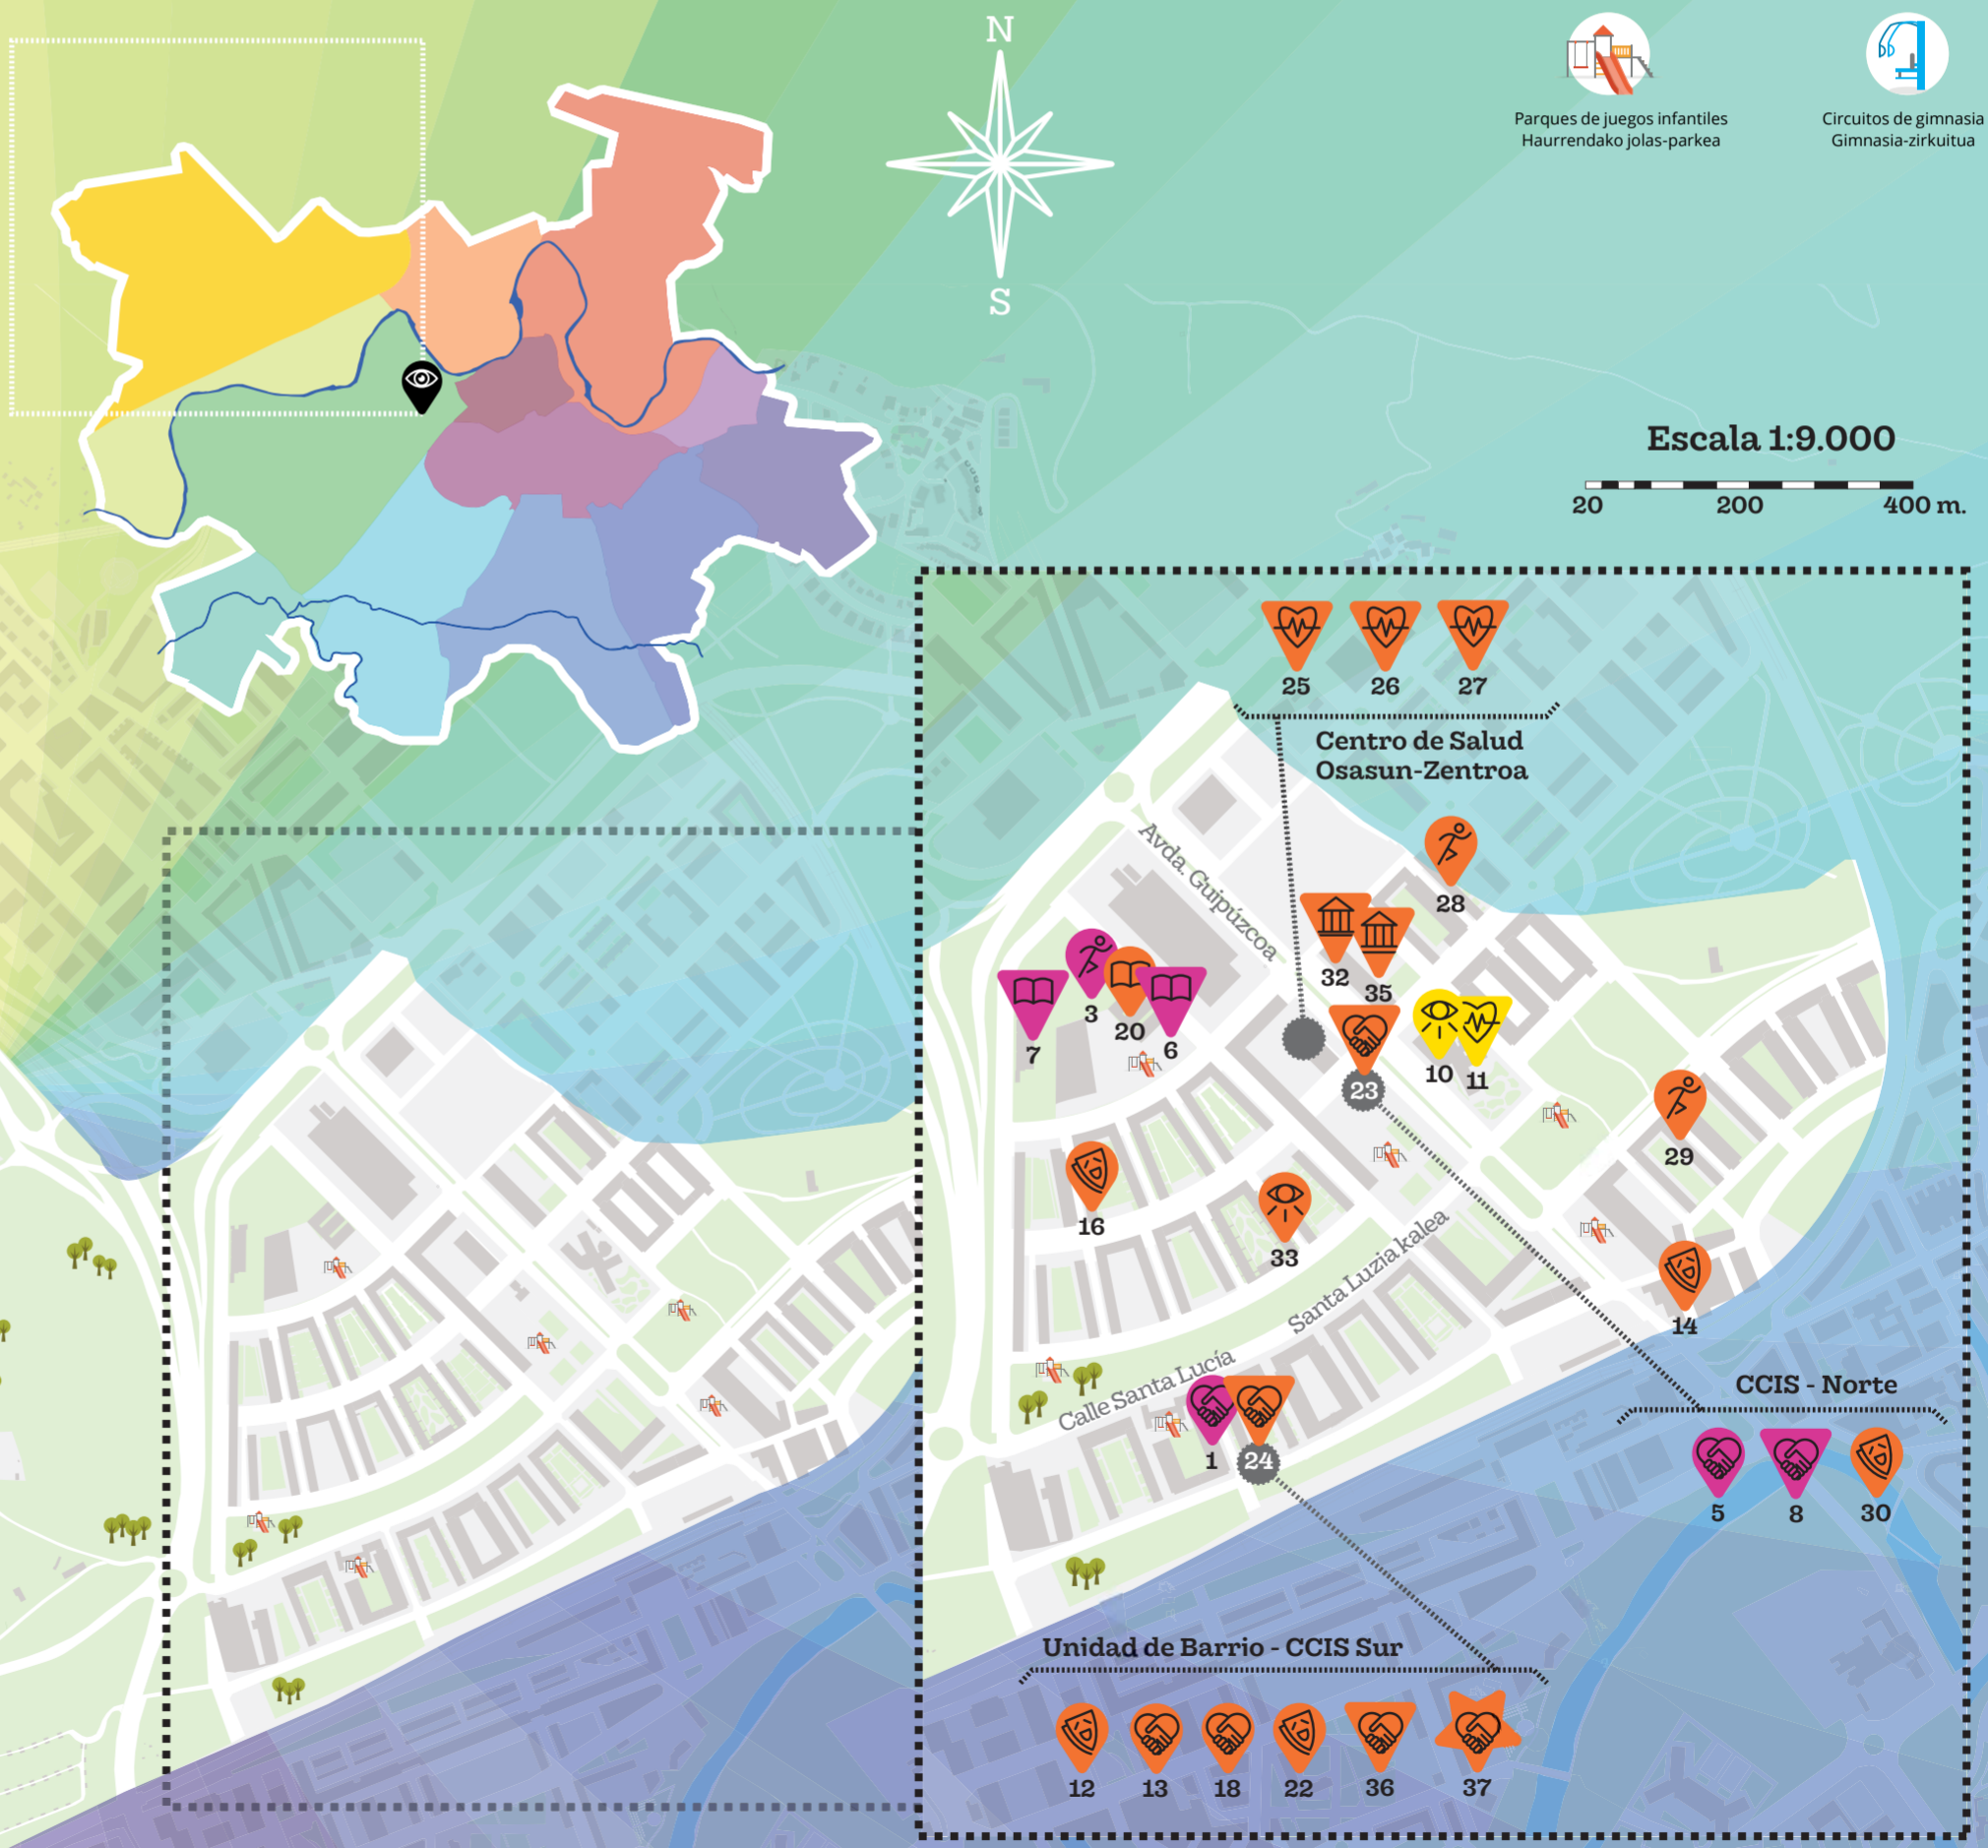 N
S
Parques de juegos infantiles
Haurrendako jolas-parkea
Circuitos de gimnasia
Gimnasia-zirkuitua
Escala 1:9.000
20 200 400 m.
25 26 27
Centro de Salud
Osasun-Zentroa
Avda. Guipúzcoa
28
32
35
3
20
6
7
10
11
23
29
16
33
14
Santa Luzia kalea
Calle Santa Lucía
1
24
CCIS - Norte
5 8 30
Unidad de Barrio - CCIS Sur
12 13 18 22 36 37